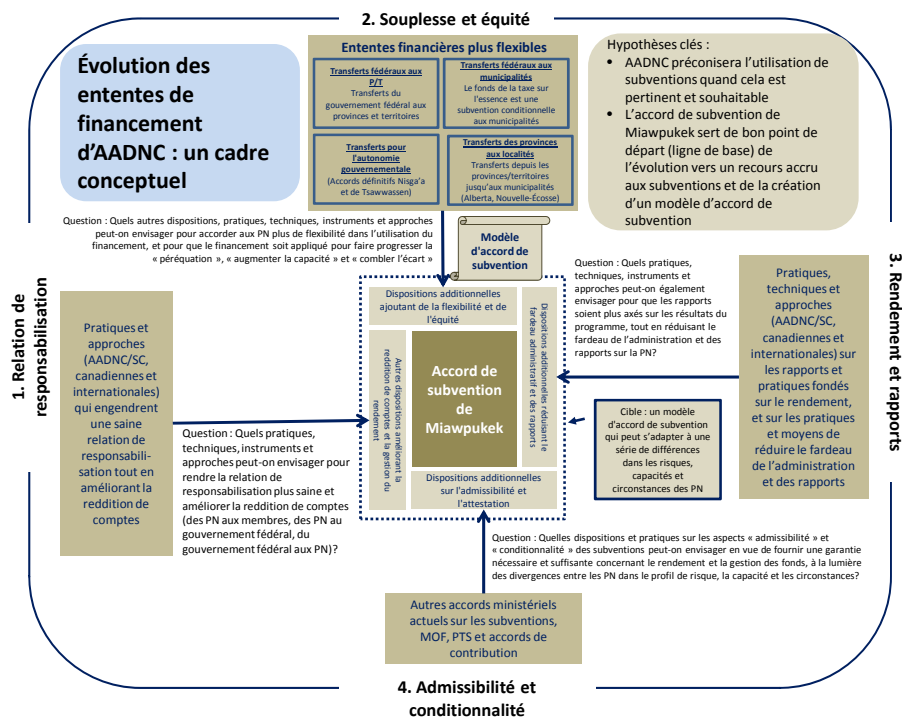 2. Souplesse et équité
Évolution des
ententes de
financement
d'AADNC : un cadre
conceptuel
Ententes financières plus flexibles
Transferts fédéraux aux
P/T
Transferts du
gouvernement fédéral aux
provinces et territoires
Transferts fédéraux aux
municipalités
Le fonds de la taxe sur
l'essence est une
subvention conditionnelle
aux municipalités
Transferts pour
l'autonomie
gouvernementale
(Accords définitifs Nisga'a
et de Tsawwassen)
Transferts des provinces
aux localités
Transferts depuis les
provinces/territoires
jusqu'aux municipalités
(Alberta, Nouvelle-Écosse)
Hypothèses clés :
• AADNC préconisera l'utilisation de
subventions quand cela est
pertinent et souhaitable
• L'accord de subvention de
Miawpukek sert de bon point de
départ (ligne de base) de
l'évolution vers un recours accru
aux subventions et de la création
d'un modèle d'accord de
subvention
Question : Quels autres dispositions, pratiques, techniques, instruments et approches
peut-on envisager pour accorder aux PN plus de flexibilité dans l'utilisation du
financement, et pour que le financement soit appliqué pour faire progresser la
« péréquation », « augmenter la capacité » et « combler l'écart »
Modèle
d'accord de
subvention
1. Relation de
responsabilisation
Pratiques et
approches
(AADNC/SC,
canadiennes et
internationales)
qui engendrent
une saine
relation de
responsabili-
sation tout en
améliorant la
reddition de
comptes
Question : Quels pratiques,
techniques, instruments et
approches peut-on envisager pour
rendre la relation de
responsabilisation plus saine et
améliorer la reddition de comptes
(des PN aux membres, des PN au
gouvernement fédéral, du
gouvernement fédéral aux PN)?
Dispositions additionnelles
ajoutant de la flexibilité et de
l'équité
Autres dispositions améliorant la
reddition de comptes et la gestion du
rendement
Accord de
subvention
de
Miawpukek
Dispositions additionnelles réduisant le
fardeau administratif et des rapports
Dispositions additionnelles
sur l'admissibilité et
l'attestation
Question : Quels pratiques,
techniques, instruments et
approches peut-on également
envisager pour que les rapports
soient plus axés sur les résultats du
programme, tout en réduisant le
fardeau de l'administration et des
rapports sur la PN?
Cible : un modèle
d'accord de subvention
qui peut s'adapter à une
série de différences
dans les risques,
capacités et
circonstances des PN
Pratiques,
techniques et
approches
(AADNC/SC,
canadiennes et
internationales) sur
les rapports et
pratiques fondés
sur le rendement,
et sur les pratiques
et moyens de
réduire le fardeau
de l'administration
et des rapports
3. Rendement et rapports
Question : Quelles dispositions et pratiques sur les aspects « admissibilité » et
« conditionnalité » des subventions peut-on envisager en vue de fournir une garantie
nécessaire et suffisante concernant le rendement et la gestion des fonds, à la lumière
des divergences entre les PN dans le profil de risque, la capacité et les circonstances?
Autres accords ministériels
actuels sur les subventions,
MOF, PTS et accords de
contribution
4. Admissibilité et
conditionnalité